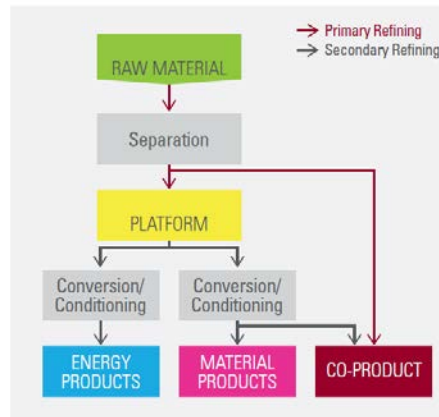 Primary Refining
Secondary Refining
RAW MATERIAL
Separation
PLATFORM
Conversion/
Conditioning
Conversion/
Conditioning
ENERGY
PRODUCTS
MATERIAL
PRODUCTS
CO-PRODUCT